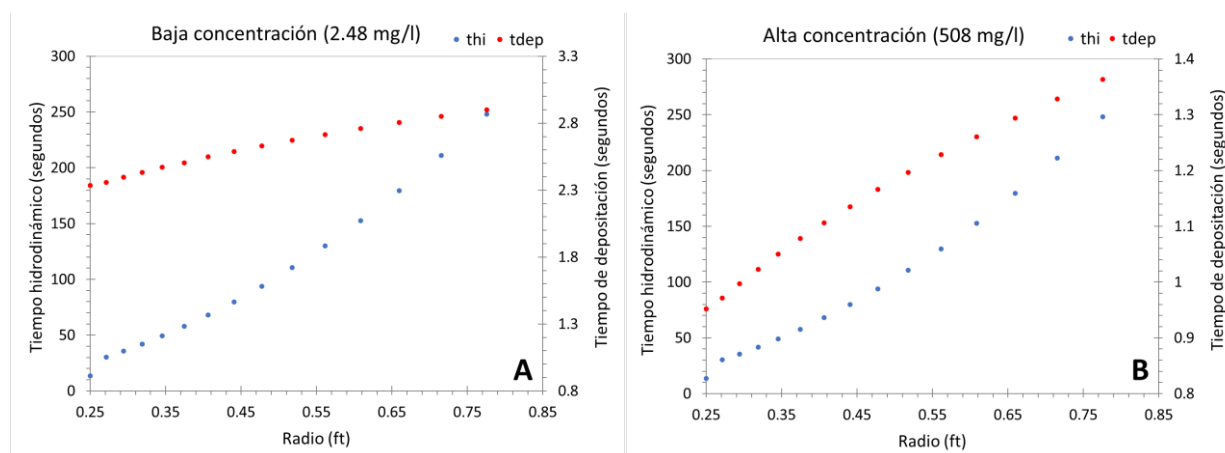 Baja concentración (2.48 mg/l)
thi
tdep
Tiempo hidrodinámico (segundos)
300
250
200
150
100
50
0
3.3
2.8
2.3
1.8
1.3
0.8
Tiempo de depositación (segundos)
0.25 0.35 0.45 0.55 0.65 0.75 0.85
Radio (ft)
A
Alta concentración (508 mg/l)
thi
tdep
Tiempo hidrodinámico (segundos)
300
250
200
150
100
50
0
1.4
1.3
1.2
1.1
1
0.9
0.8
Tiempo de depositación (segundos)
0.25 0.35 0.45 0.55 0.65 0.75 0.85
Radio (ft)
B